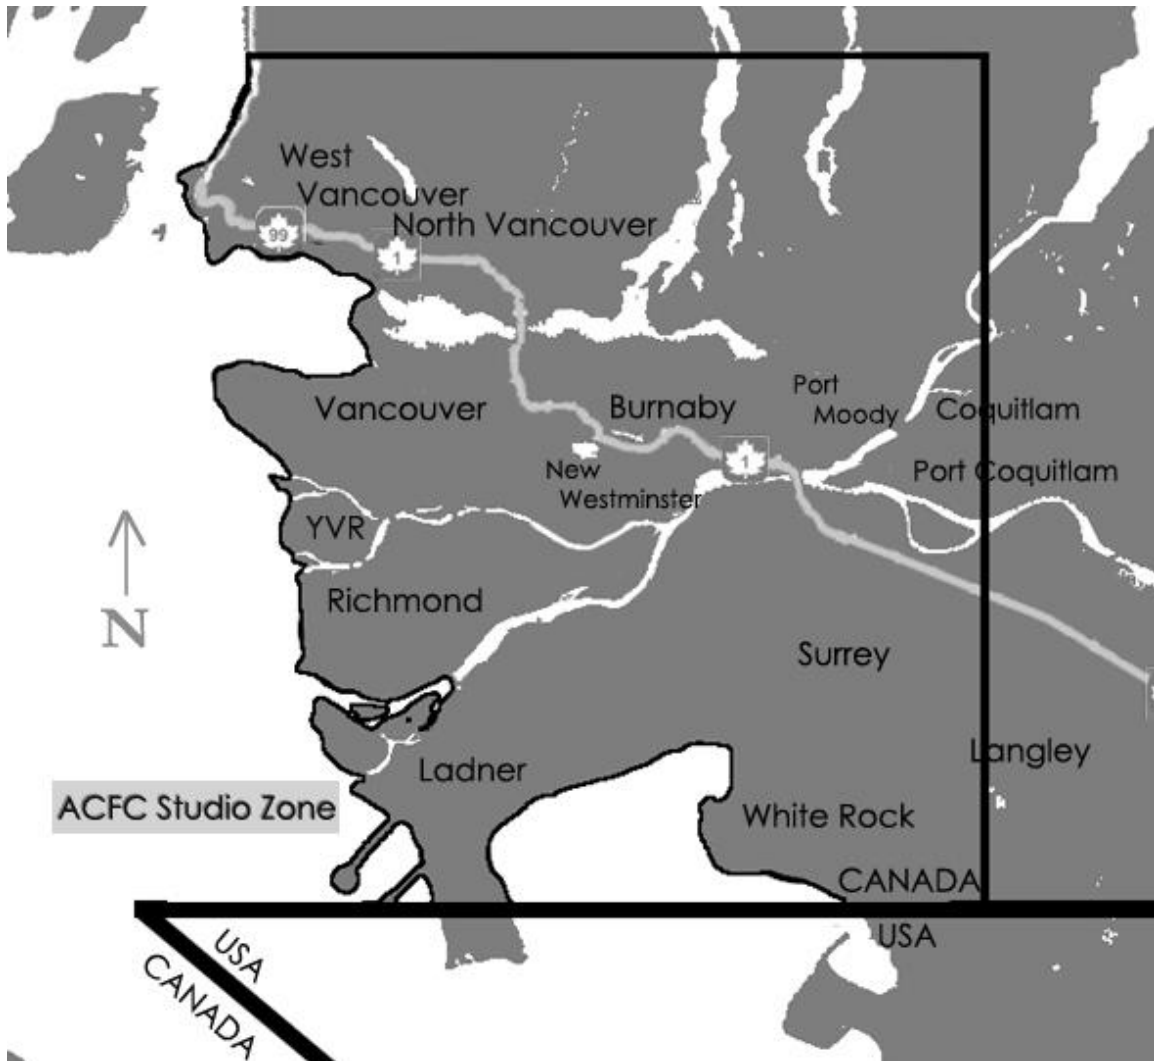 West
Vancouver
North Vancouver
99
1
Port
Moody
Vancouver
Burnaby
Coquitlam
1
New
Westminster
Port Coquitlam
YVR
N
Richmond
Surrey
Langley
Ladner
ACFC Studio Zone
White Rock
CANADA
USA
USA
CANADA